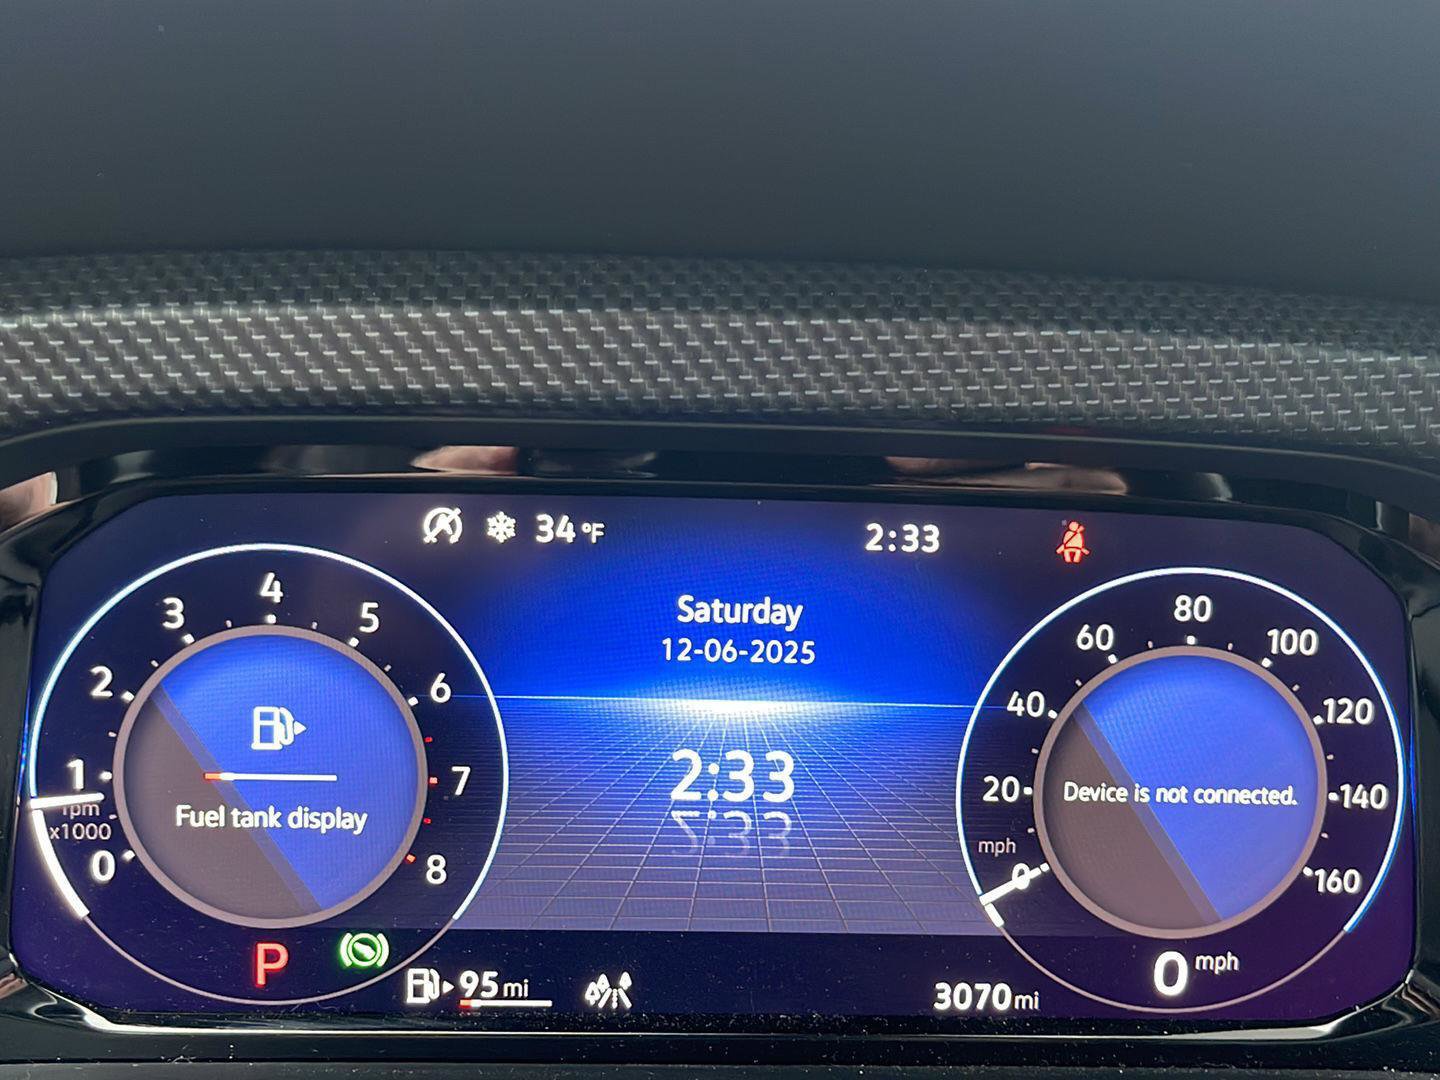 34 °F
2:33
Saturday
12-06-2025
2:33
0
1
2
3
4
5
6
7
8
rpm
x1000
Fuel tank display
0
20
40
60
80
100
120
140
160
mph
Device is not connected.
P
95 mi
3070 mi
0 mph